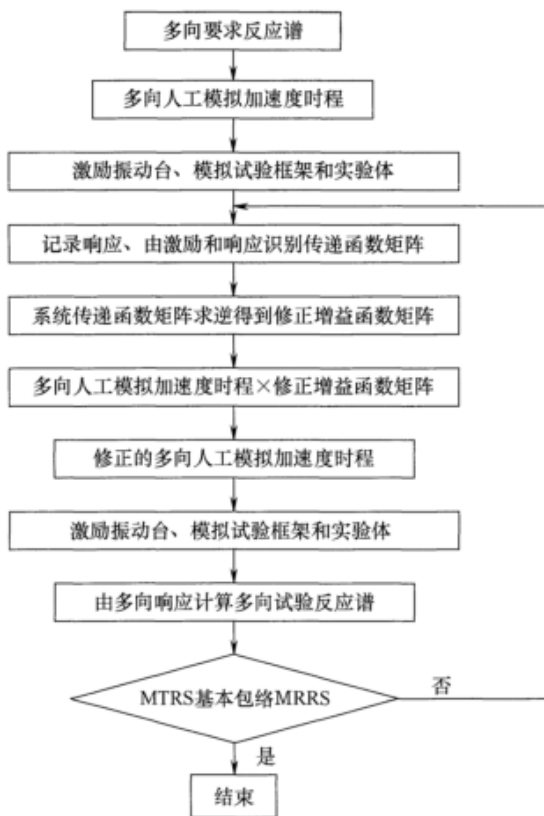 多向要求反应谱
多向人工模拟加速度时程
激励振动台、模拟试验框架和实验体
记录响应、由激励和响应识别传递函数矩阵
系统传递函数矩阵求逆得到修正增益函数矩阵
多向人工模拟加速度时程×修正增益函数矩阵
修正的多向人工模拟加速度时程
激励振动台、模拟试验框架和实验体
由多向响应计算多向试验反应谱
MTRS基本包络MRRS
否
是
结束